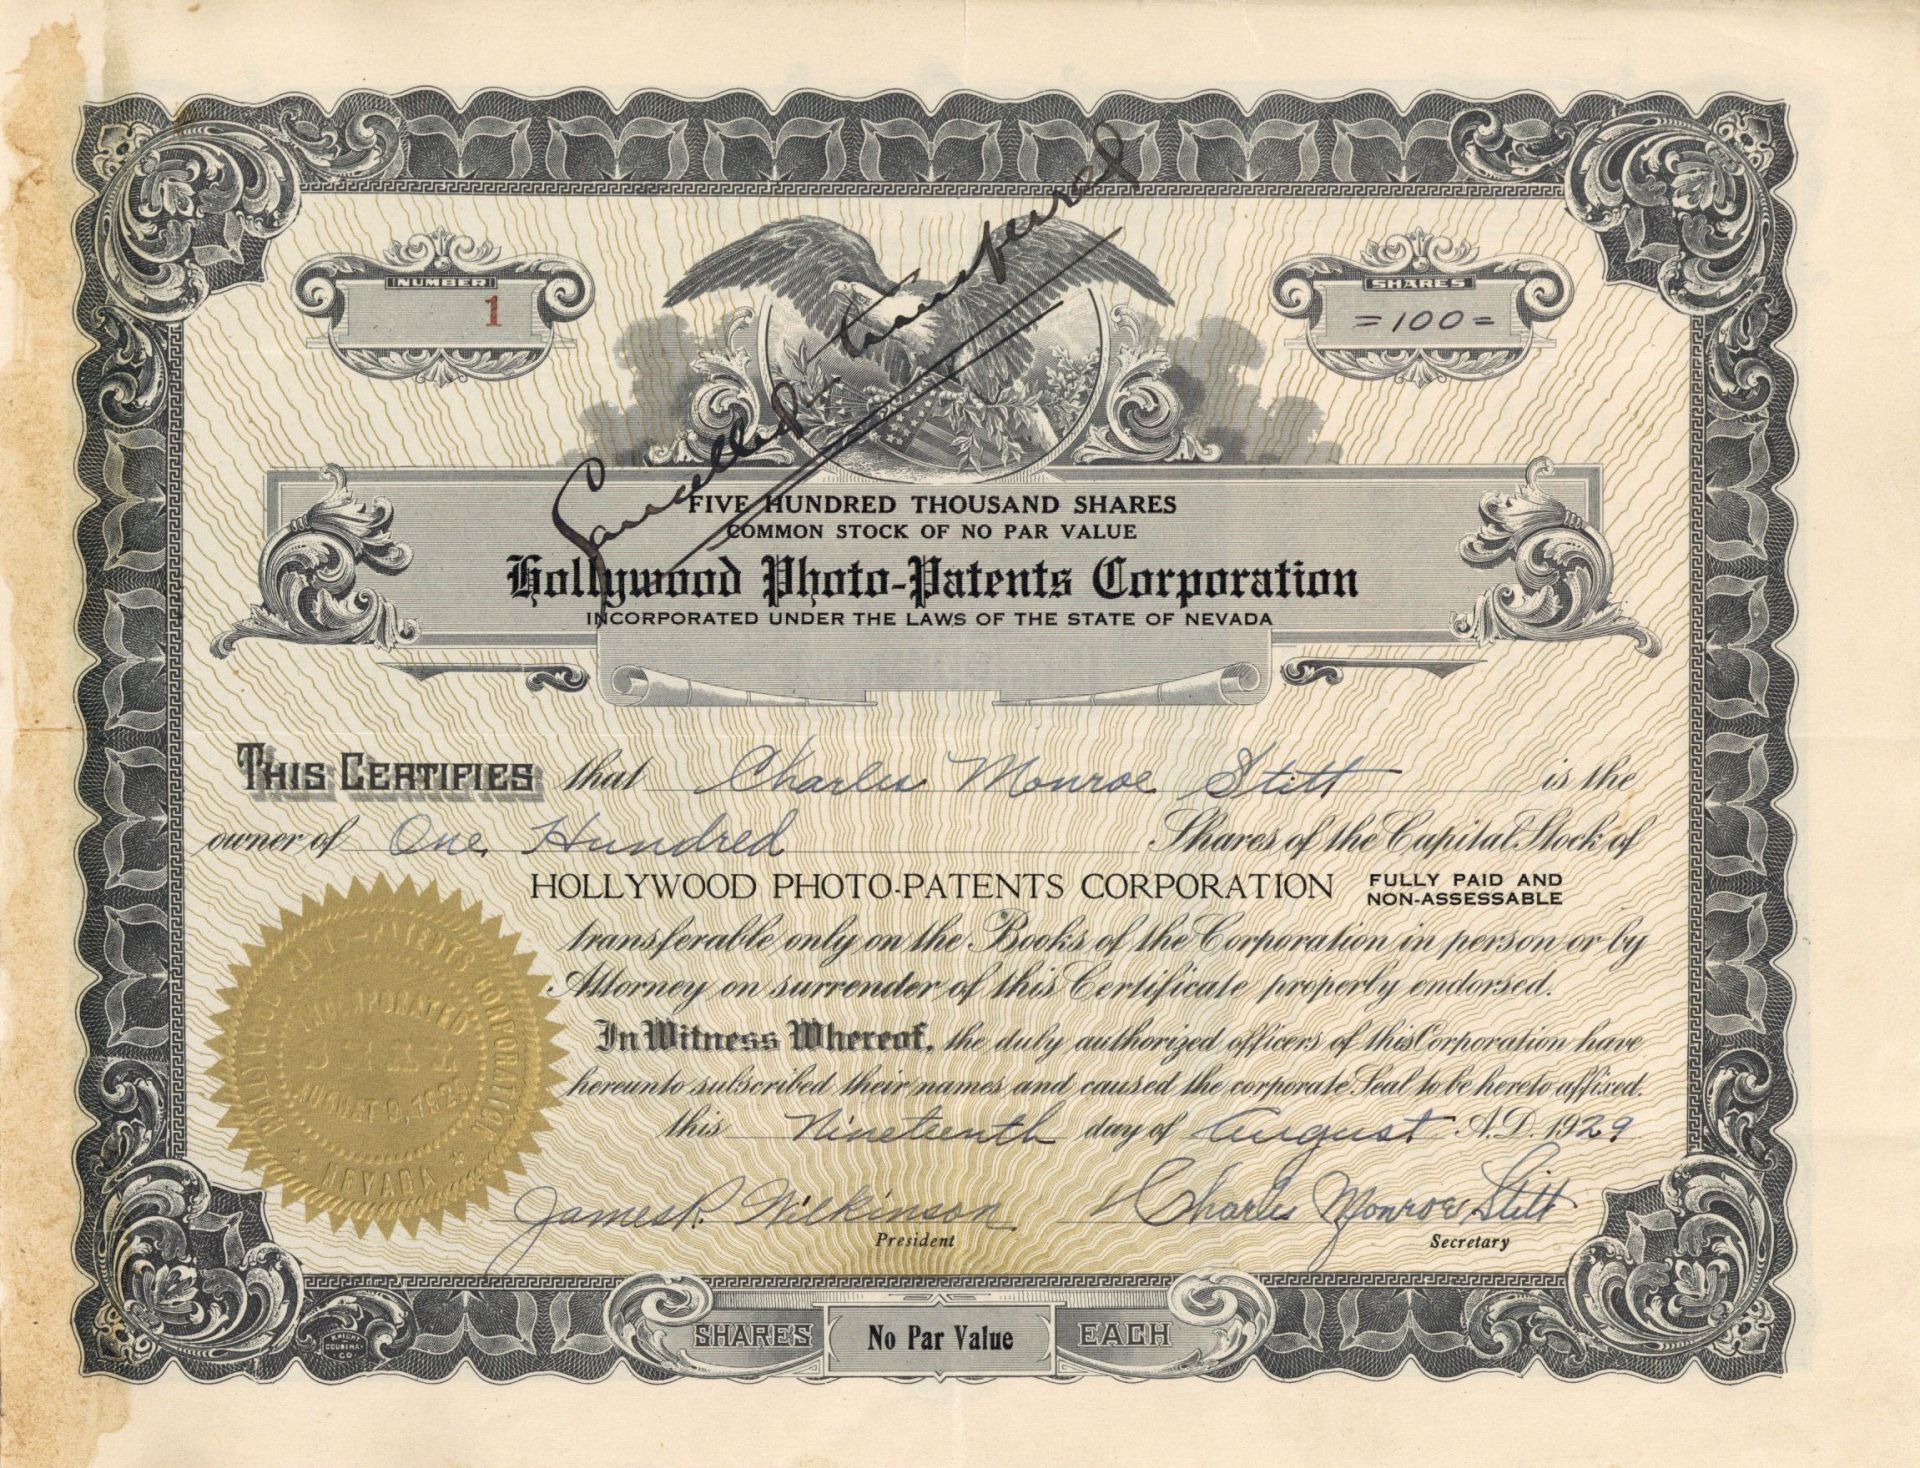 NUMBER
1
SHARES
=100=
Cancelled - Transferred
FIVE HUNDRED THOUSAND SHARES
COMMON STOCK OF NO PAR VALUE
Hollywood Photo-Patents Corporation
INCORPORATED UNDER THE LAWS OF THE STATE OF NEVADA
THIS CERTIFIES that Charles Monroe Stitt is the
owner of One Hundred Shares of the Capital Stock of
HOLLYWOOD PHOTO-PATENTS CORPORATION FULLY PAID AND
NON-ASSESSABLE
transferable only on the Books of the Corporation in person or by
Attorney on surrender of this Certificate properly endorsed.
In Witness Whereof, the duly authorized officers of this Corporation have
hereunto subscribed their names and caused the corporate Seal to be hereto affixed.
this Nineteenth day of August A.D. 1929
James R. Wilkinson
President
Charles Monroe Stitt
Secretary
PATENTS CORPORATION
INCORPORATED
NEVADA
KNIGHT
COUNIHAN
CO
SHARES No Par Value EACH